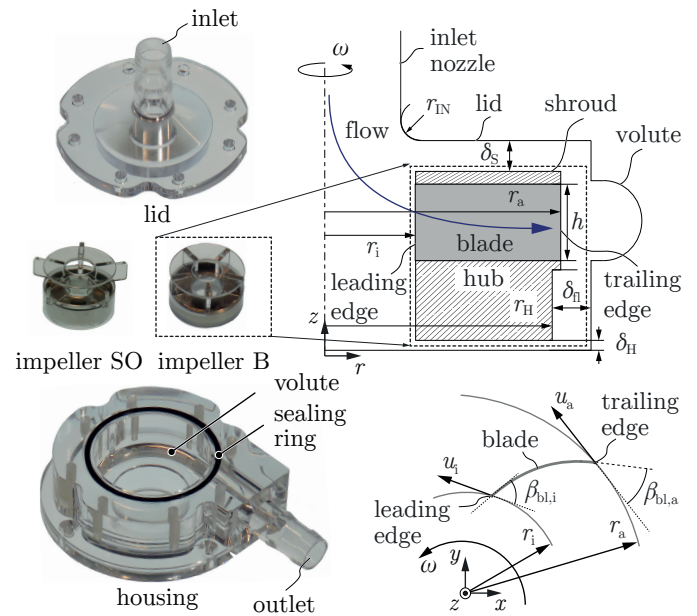 inlet
lid
impeller SO
impeller B
ω
inlet
nozzle
r_IN
lid
shroud
volute
flow
δ_S
r_a
h
r_i
blade
leading
edge
hub
r_H
δ_fl
trailing
edge
z
r
δ_H
volute
sealing
ring
housing
outlet
u_a
trailing
edge
blade
u_i
β_bl,i
β_bl,a
leading
edge
r_i
r_a
ω
y
z
x